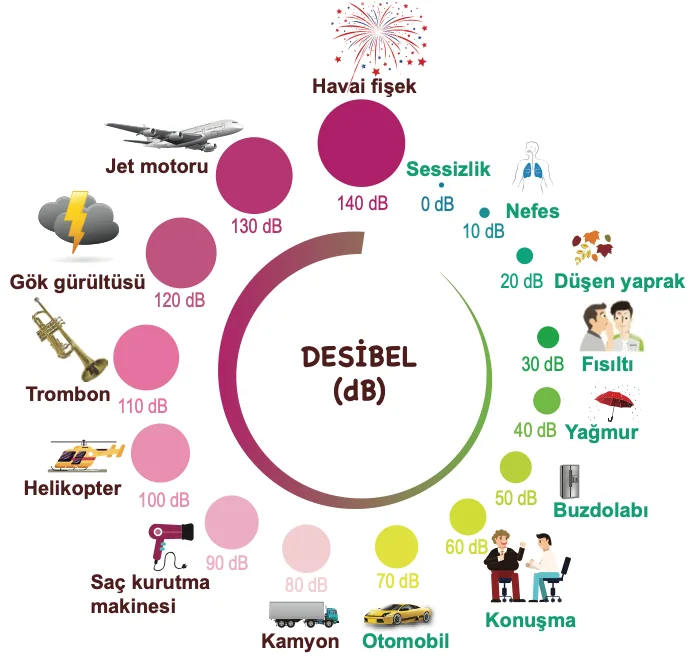 Havai fişek
140 dB
Sessizlik
0 dB
Nefes
10 dB
Düşen yaprak
20 dB
Fısıltı
30 dB
Yağmur
40 dB
Buzdolabı
50 dB
Konuşma
60 dB
Otomobil
70 dB
Kamyon
80 dB
Saç kurutma
makinesi
90 dB
Helikopter
100 dB
Trombon
110 dB
Gök gürültüsü
120 dB
Jet motoru
130 dB
DESİBEL
(dB)